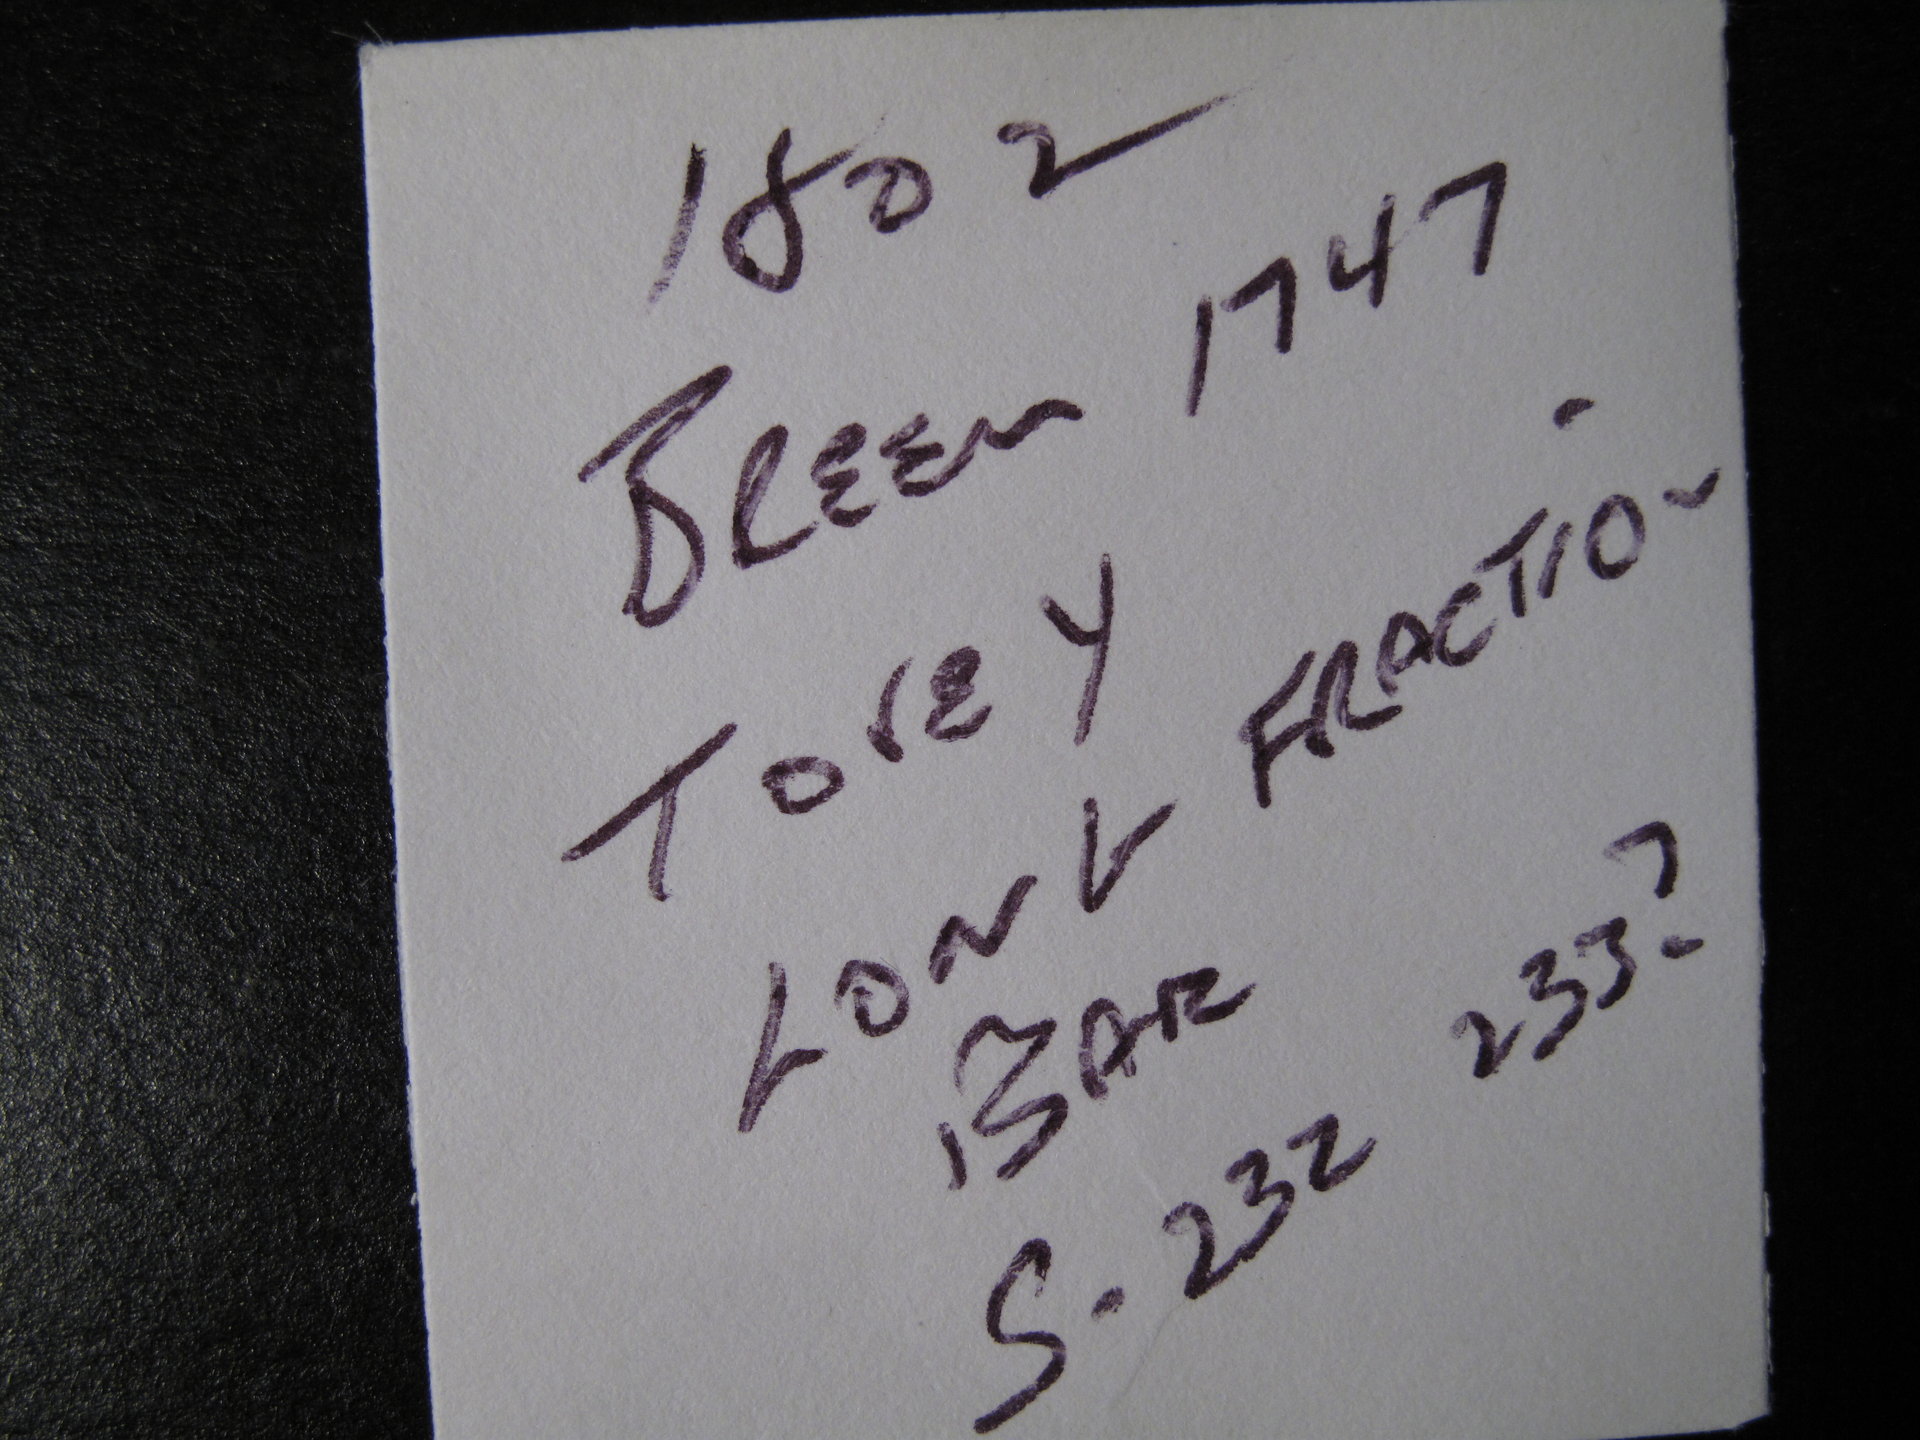 1802
BREEN 1747
TOREY
LONG FRACTION
BAR
S-232 233?